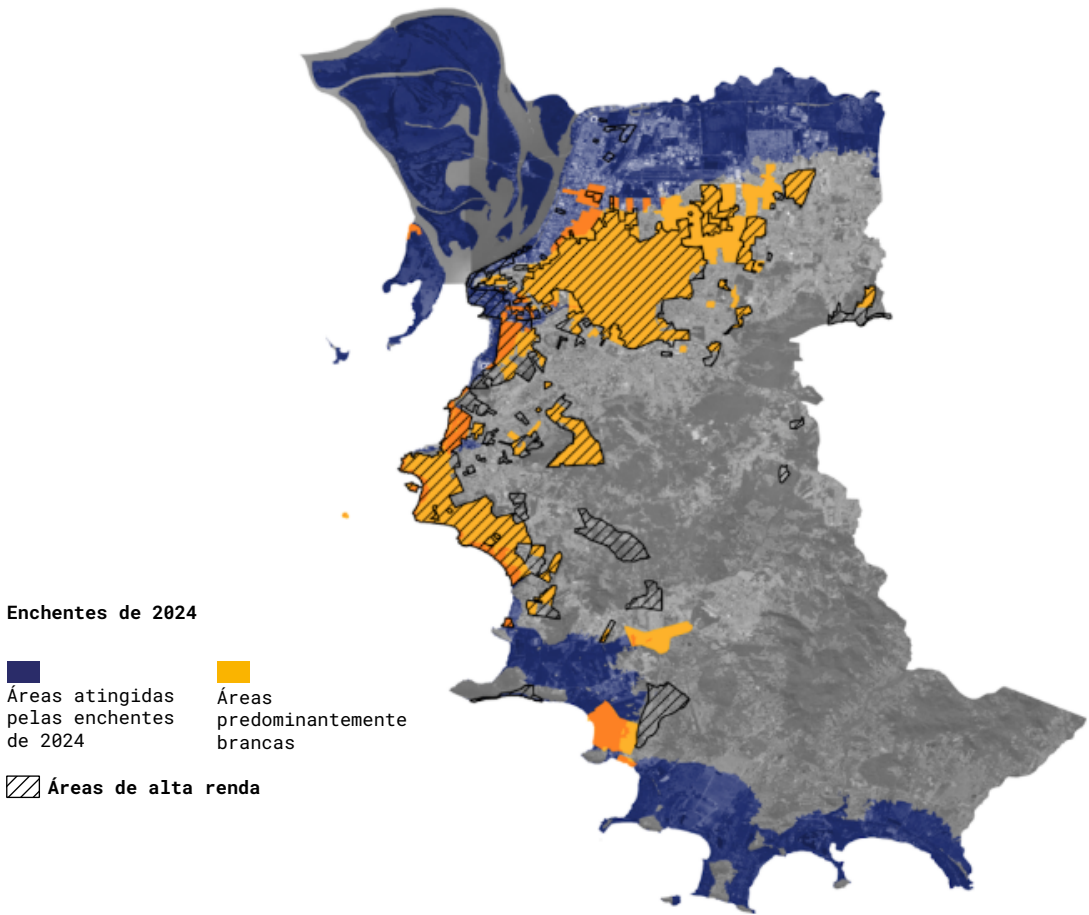 Enchentes de 2024
Áreas atingidas
pelas enchentes
de 2024
Áreas
predominantemente
brancas
Áreas de alta renda